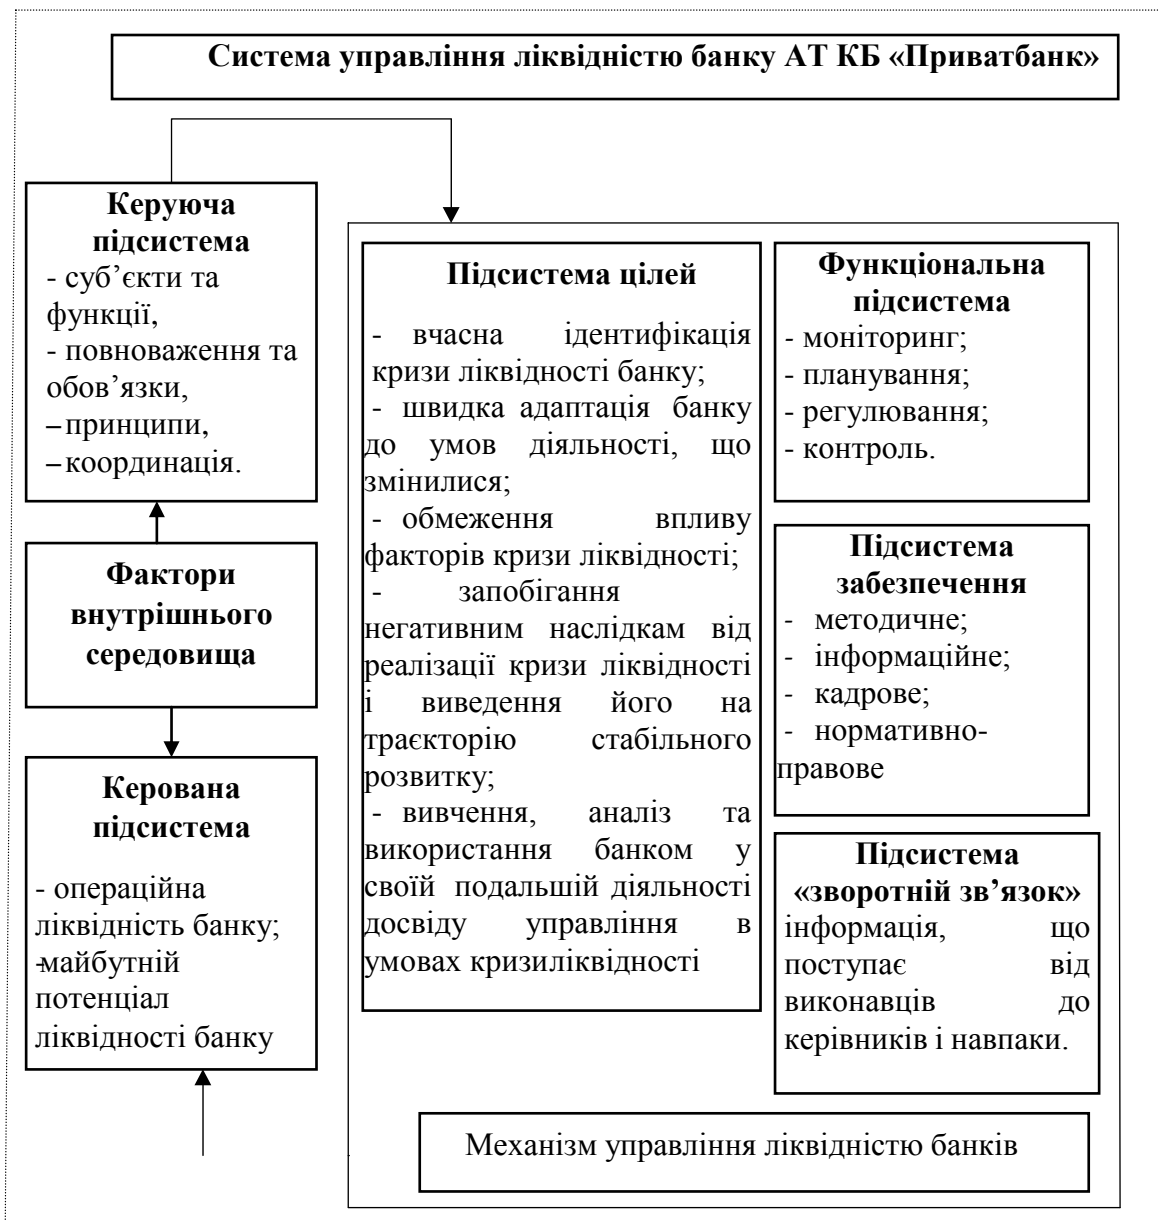 Система управління ліквідністю банку АТ КБ «Приватбанк»
Керуюча
підсистема
- суб’єкти та
функції,
- повноваження та
обов’язки,
–принципи,
–координація.
Фактори
внутрішнього
середовища
Керована
підсистема
- операційна
ліквідність банку;
-майбутній
потенціал
ліквідності банку
Підсистема цілей
- вчасна ідентифікація
кризи ліквідності банку;
- швидка адаптація банку
до умов діяльності, що
змінилися;
- обмеження впливу
факторів кризи ліквідності;
- запобігання
негативним наслідкам від
реалізації кризи ліквідності
і виведення його на
траєкторію стабільного
розвитку;
- вивчення, аналіз та
використання банком у
своїй подальшій діяльності
досвіду управління в
умовах кризиліквідності
Функціональна
підсистема
- моніторинг;
- планування;
- регулювання;
- контроль.
Підсистема
забезпечення
- методичне;
- інформаційне;
- кадрове;
- нормативно-
правове
Підсистема
«зворотній зв’язок»
інформація, що
поступає від
виконавців до
керівників і навпаки.
Механізм управління ліквідністю банків